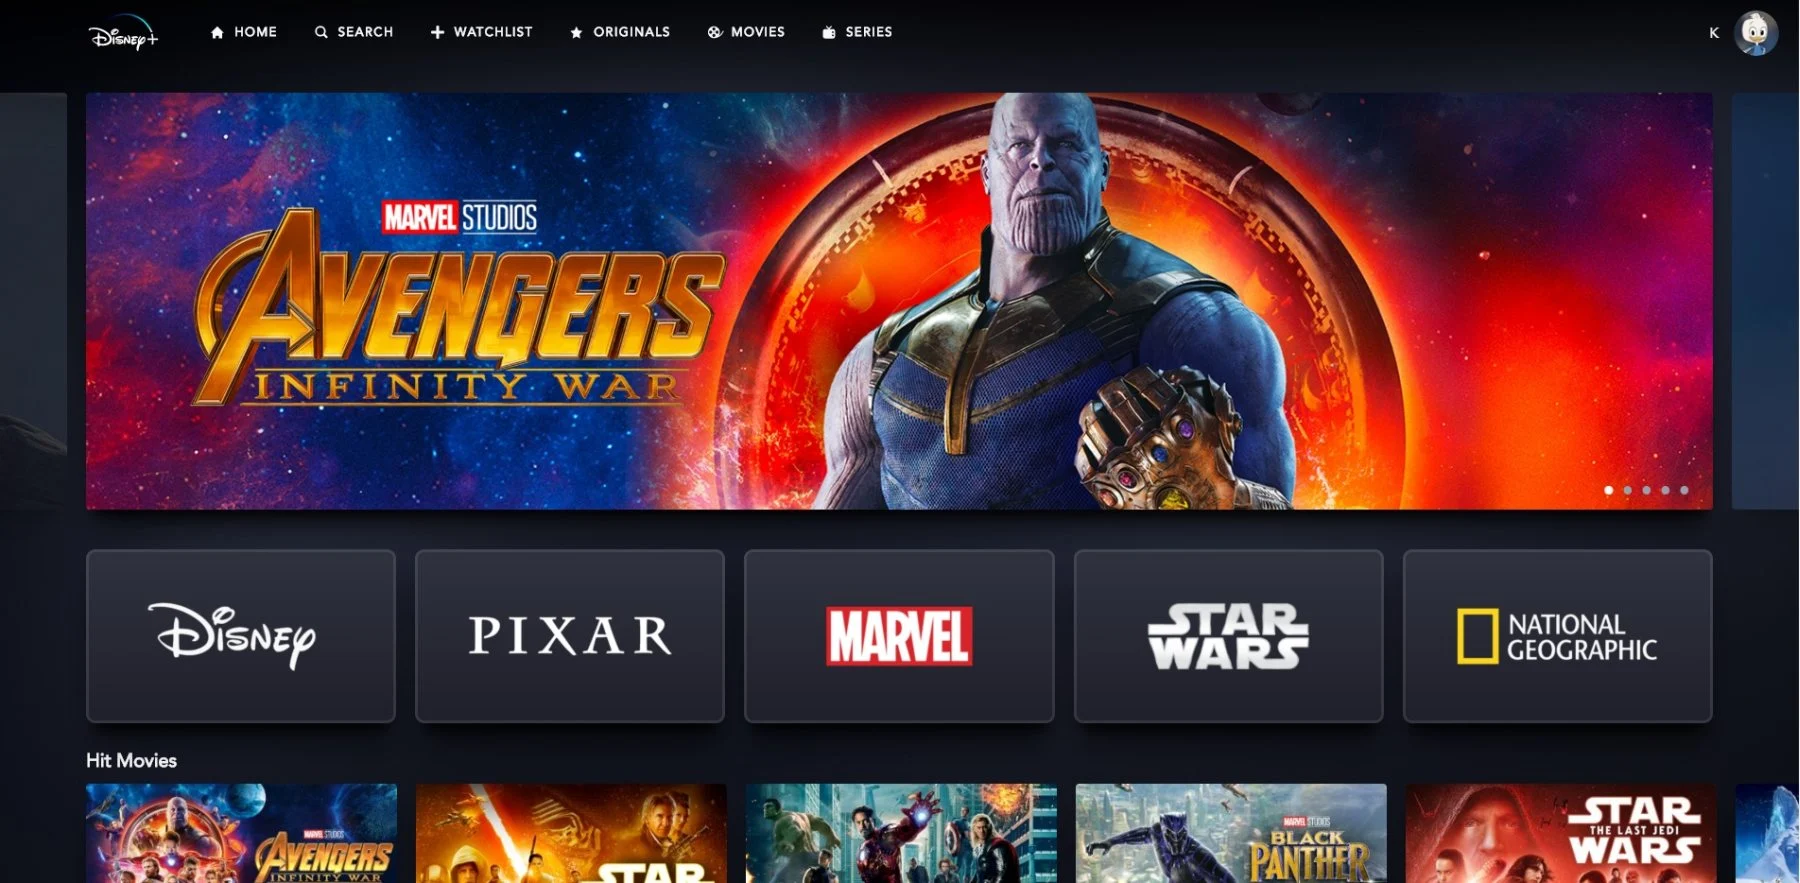 Disney+
HOME
SEARCH
WATCHLIST
ORIGINALS
MOVIES
SERIES
K
MARVEL STUDIOS
AVENGERS
INFINITY WAR
Disney
PIXAR
MARVEL
STAR
WARS
NATIONAL
GEOGRAPHIC
Hit Movies
MARVEL STUDIOS
AVENGERS
INFINITY WAR
STAR
MARVEL STUDIOS
BLACK
PANTHER
STAR
THE LAST JEDI
WARS